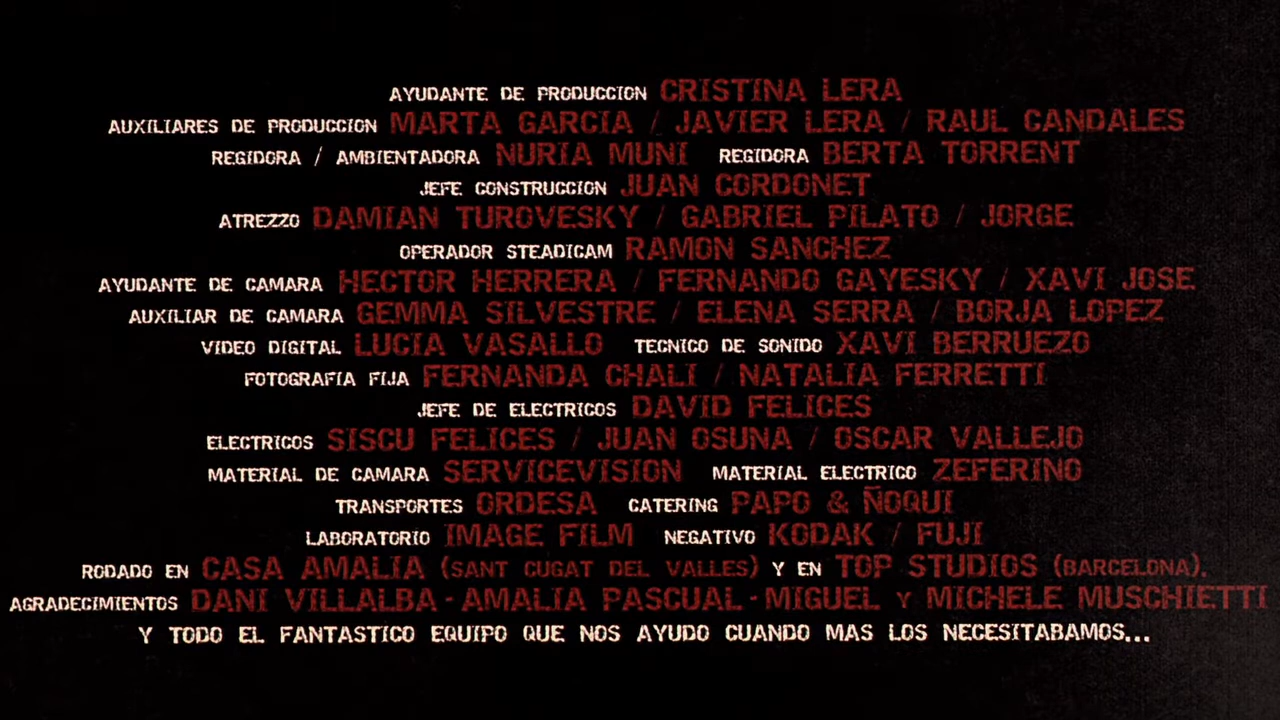 AYUDANTE DE PRODUCCION CRISTINA LERA
AUXILIARES DE PRODUCCION MARTA GARCIA / JAVIER LERA / RAUL CANDALES
REGIDORA / AMBIENTADORA NURIA MUNI REGIDORA BERTA TORRENT
JEFE CONSTRUCCION JUAN CORDONET
ATREZZO DAMIAN TUROVESKY / GABRIEL PILATO / JORGE
OPERADOR STEADICAM RAMON SANCHEZ
AYUDANTE DE CAMARA HECTOR HERRERA / FERNANDO GAYESKY / XAVI JOSE
AUXILIAR DE CAMARA GEMMA SILVESTRE / ELENA SERRA / BORJA LOPEZ
VIDEO DIGITAL LUCIA VASALLO TECNICO DE SONIDO XAVI BERRUEZO
FOTOGRAFIA FIJA FERNANDA CHALI / NATALIA FERRETTI
JEFE DE ELECTRICOS DAVID FELICES
ELECTRICOS SISCU FELICES / JUAN OSUNA / OSCAR VALLEJO
MATERIAL DE CAMARA SERVICEVISION MATERIAL ELECTRICO ZEFERINO
TRANSPORTES ORDESA CATERING PAPO & ÑOQUI
LABORATORIO IMAGE FILM NEGATIVO KODAK / FUJI
RODADO EN CASA AMALIA (SANT CUGAT DEL VALLES) Y EN TOP STUDIOS (BARCELONA).
AGRADECIMIENTOS DANI VILLALBA - AMALIA PASCUAL - MIGUEL Y MICHELE MUSCHIETTI
Y TODO EL FANTASTICO EQUIPO QUE NOS AYUDO CUANDO MAS LOS NECESITABAMOS...